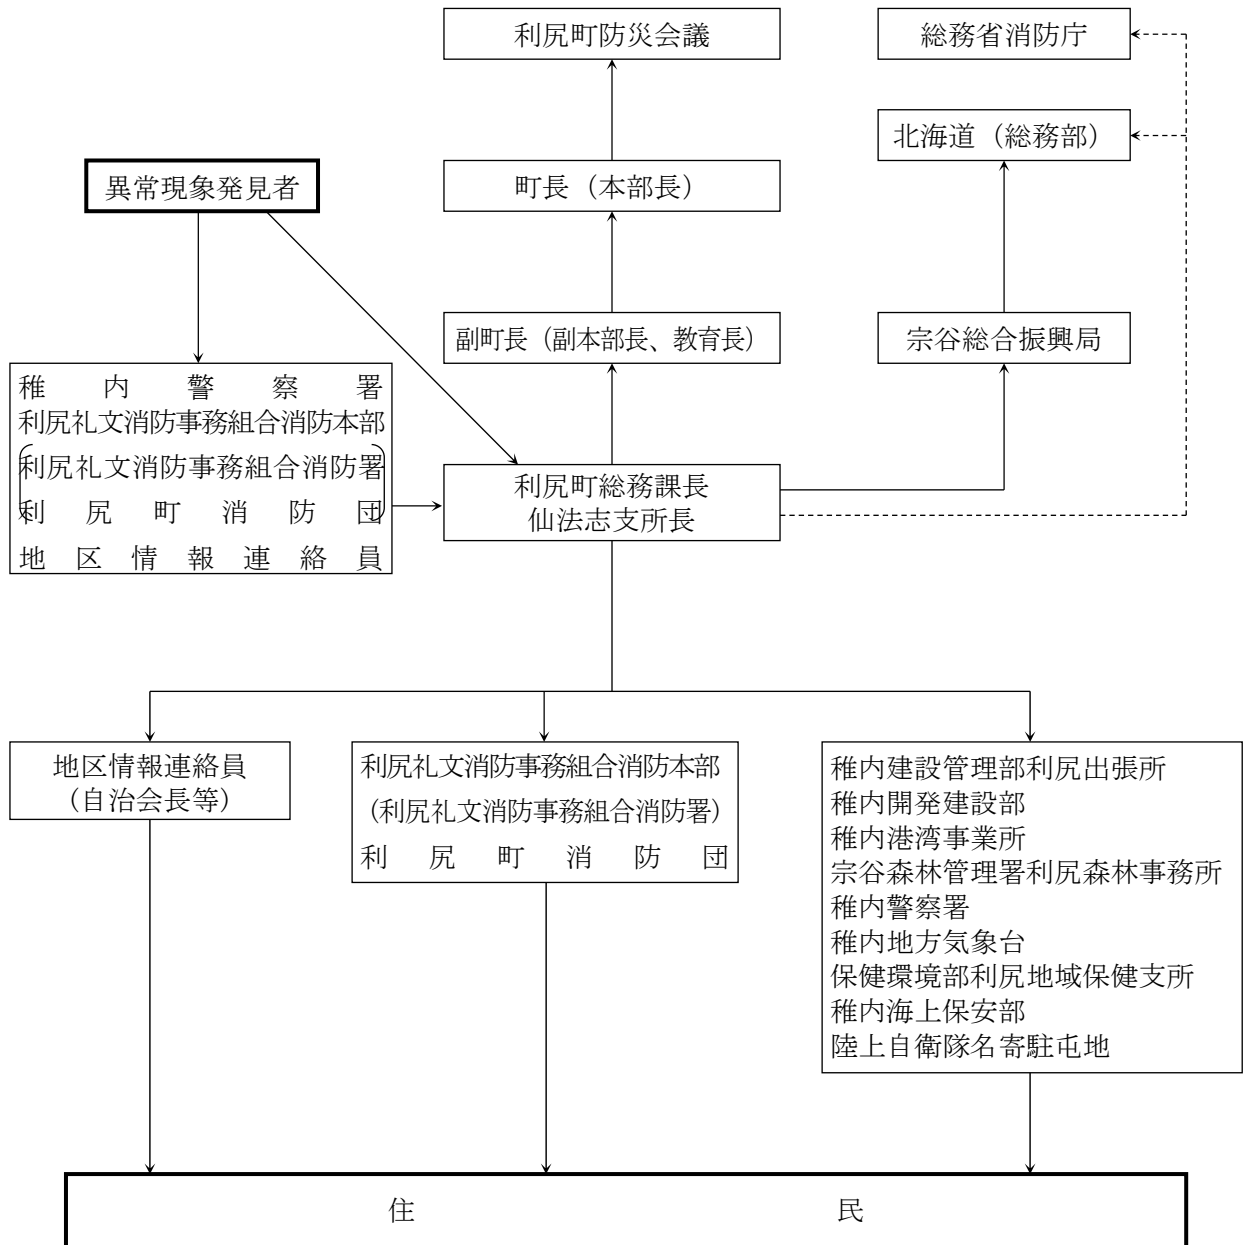 利尻町防災会議
総務省消防庁
北海道（総務部）
異常現象発見者
町長（本部長）
副町長（副本部長、教育長）
宗谷総合振興局
稚内警察署
利尻礼文消防事務組合消防本部
(利尻礼文消防事務組合消防署
利尻町消防団)
地区情報連絡員
利尻町総務課長
仙法志支所長
地区情報連絡員
（自治会長等）
利尻礼文消防事務組合消防本部
（利尻礼文消防事務組合消防署）
利尻町消防団
稚内建設管理部利尻出張所
稚内開発建設部
稚内港湾事業所
宗谷森林管理署利尻森林事務所
稚内警察署
稚内地方気象台
保健環境部利尻地域保健支所
稚内海上保安部
陸上自衛隊名寄駐屯地
住民